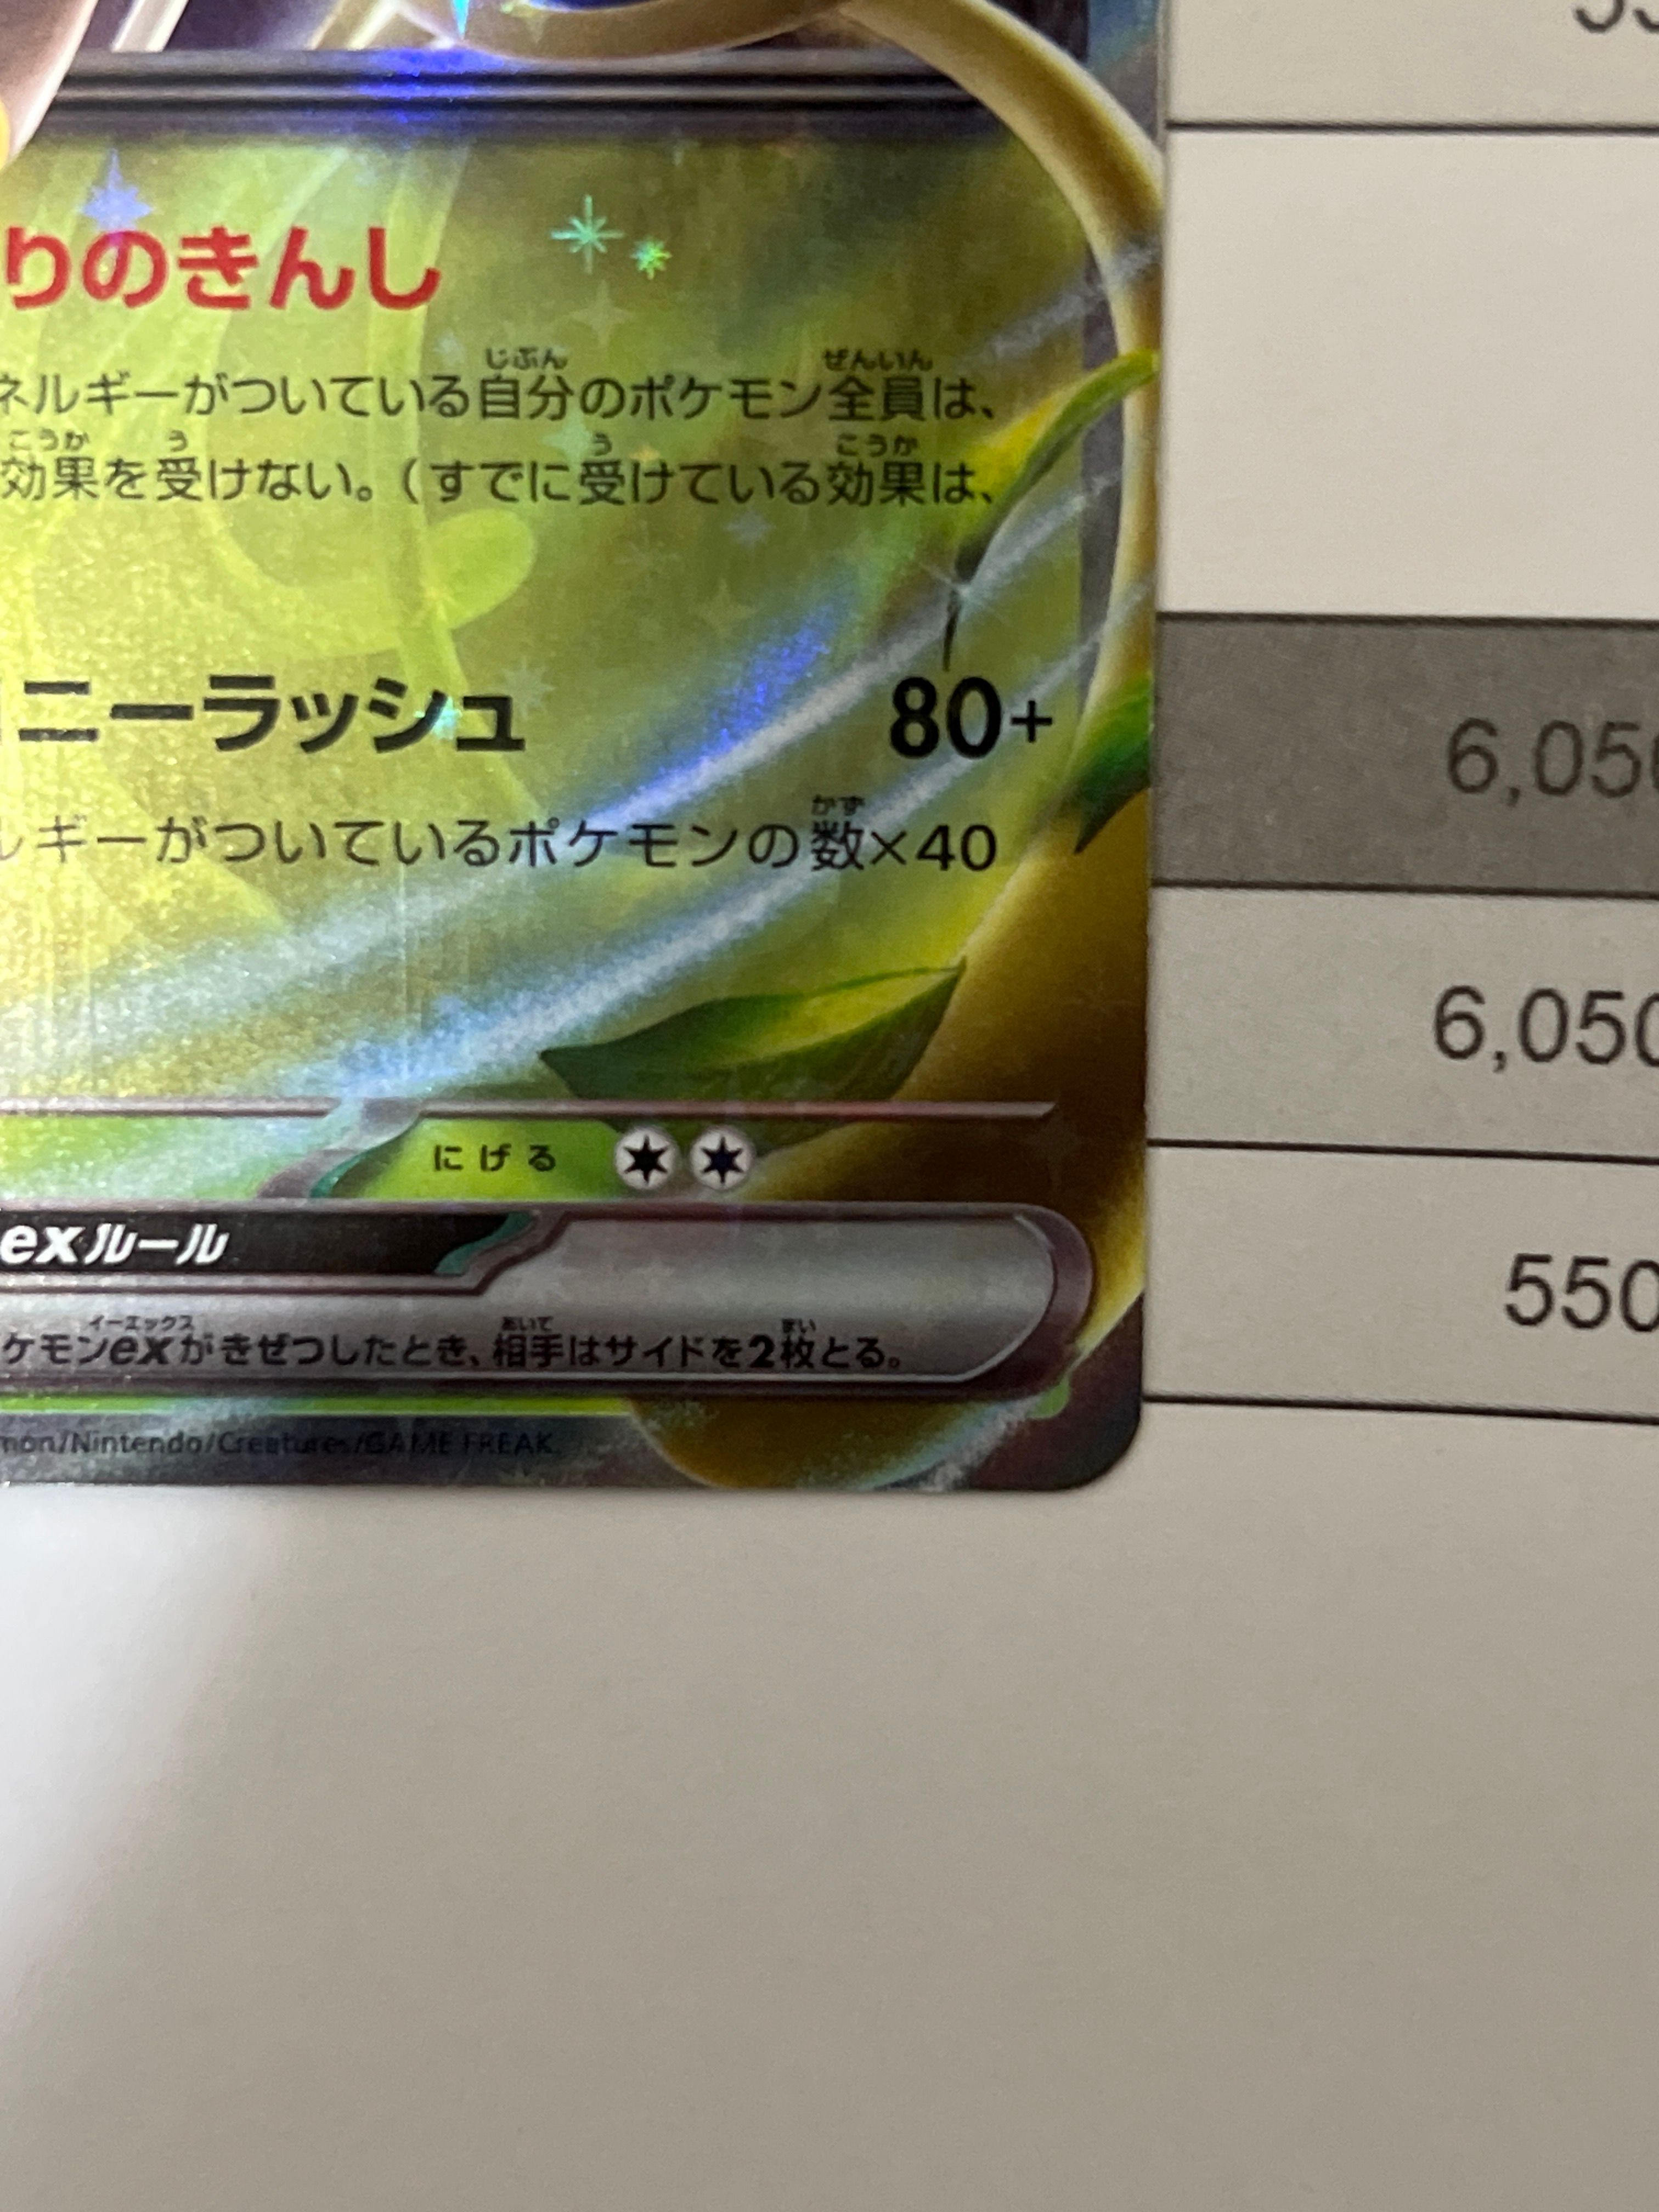 りのきんし
じぶん ぜんいん
ネルギーがついている自分のポケモン全員は、
こうか う う こうか
効果を受けない。（すでに受けている効果は、
6,050
ニーラッシュ 80+
かず
ルギーがついているポケモンの数×40
6,050
にげる
exルール
550
イーエックス あいて まい
ケモンexがきぜつしたとき、相手はサイドを2枚とる。
mon/Nintendo/Creatures/GAME FREAK